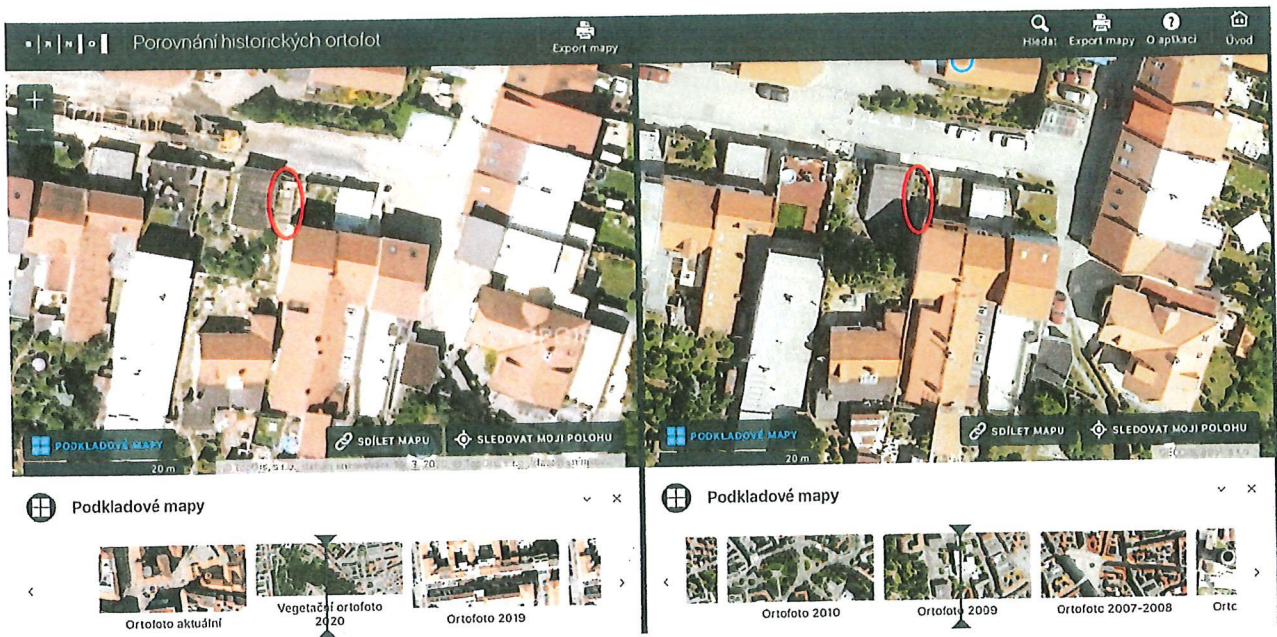 B R N O
Porovnání historických ortofot
Export mapy
Hledat
Export mapy
O aplikaci
Úvod
+
−
PODKLADOVÉ MAPY
SDÍLET MAPU
SLEDOVAT MOJI POLOHU
20 m
PODKLADOVÉ MAPY
SDÍLET MAPU
SLEDOVAT MOJI POLOHU
20 m
Podkladové mapy
Ortofoto aktuální
Vegetační ortofoto
2020
Ortofoto 2019
Podkladové mapy
Ortofoto 2010
Ortofoto 2009
Ortofoto 2007-2008
Orto